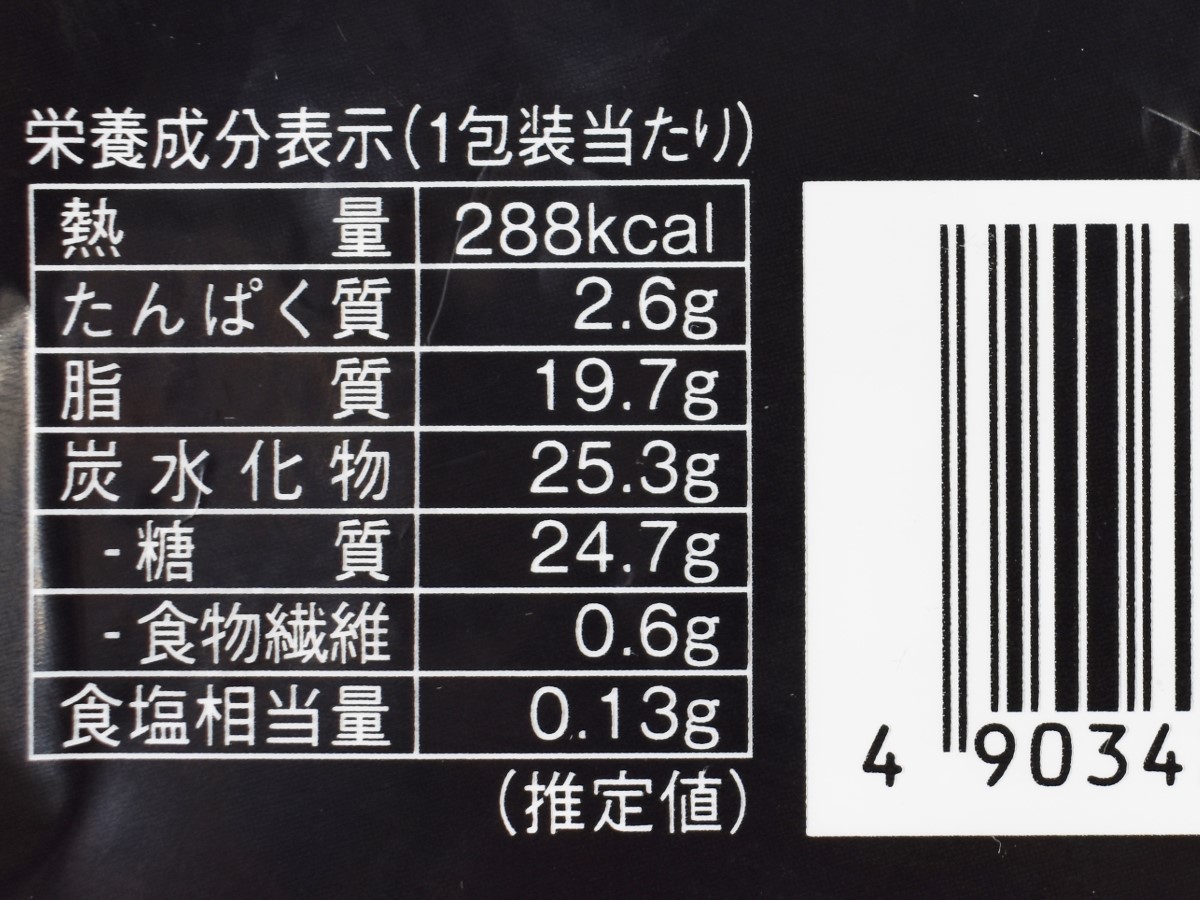 栄養成分表示(1包装当たり)
熱量 288kcal
たんぱく質 2.6g
脂質 19.7g
炭水化物 25.3g
-糖質 24.7g
-食物繊維 0.6g
食塩相当量 0.13g
(推定値)
4 9034